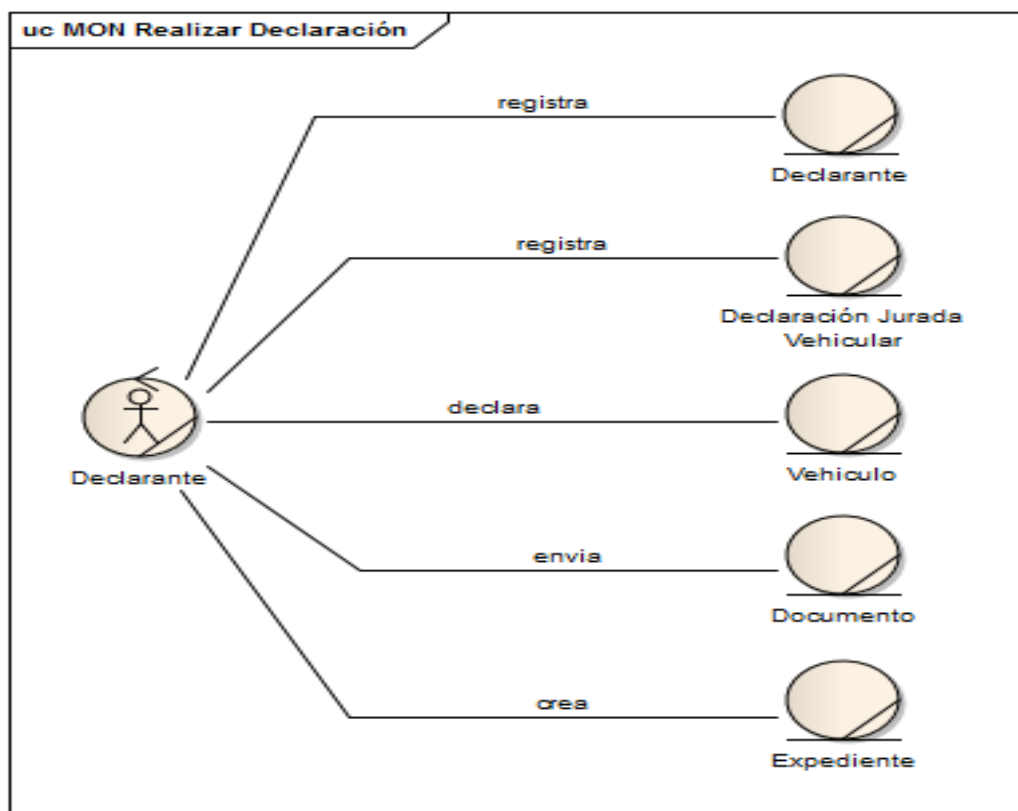 uc MON Realizar Declaración
registra
Declarante
registra
Declaración Jurada
Vehicular
declara
Declarante
Vehiculo
envia
Documento
crea
Expediente